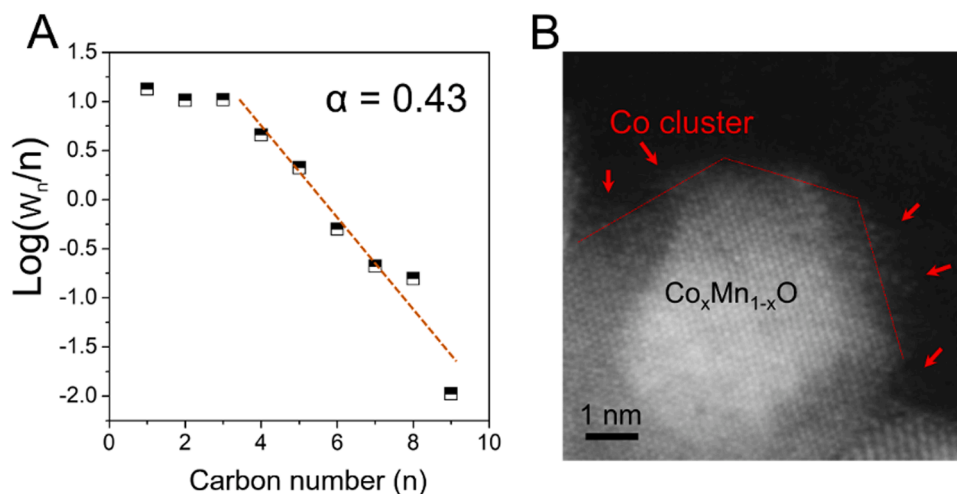 A
α = 0.43
Log(wₙ/n)
1.5
1.0
0.5
0.0
-0.5
-1.0
-1.5
-2.0
0 2 4 6 8 10
Carbon number (n)
B
Co cluster
CoₓMn₁₋ₓO
1 nm